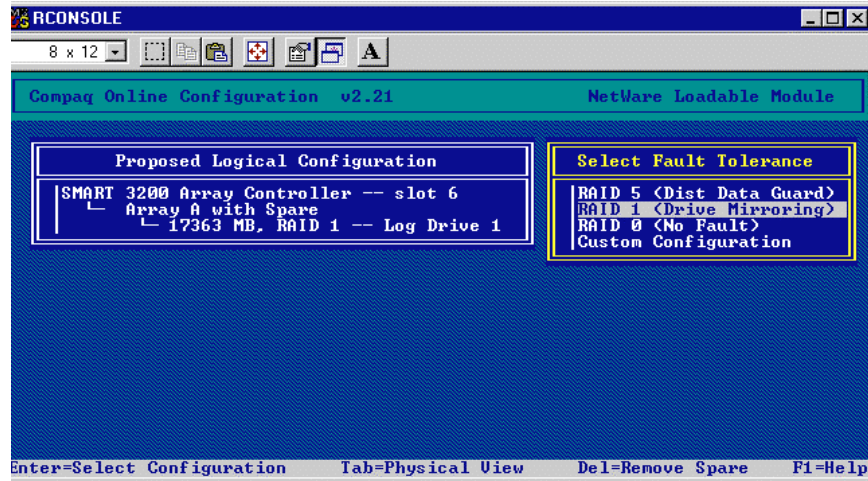 RCONSOLE
8 x 12
A
Compaq Online Configuration v2.21 NetWare Loadable Module
Proposed Logical Configuration
SMART 3200 Array Controller -- slot 6
Array A with Spare
17363 MB, RAID 1 -- Log Drive 1
Select Fault Tolerance
RAID 5 (Dist Data Guard)
RAID 1 (Drive Mirroring)
RAID 0 (No Fault)
Custom Configuration
Enter=Select Configuration Tab=Physical View Del=Remove Spare F1=Help